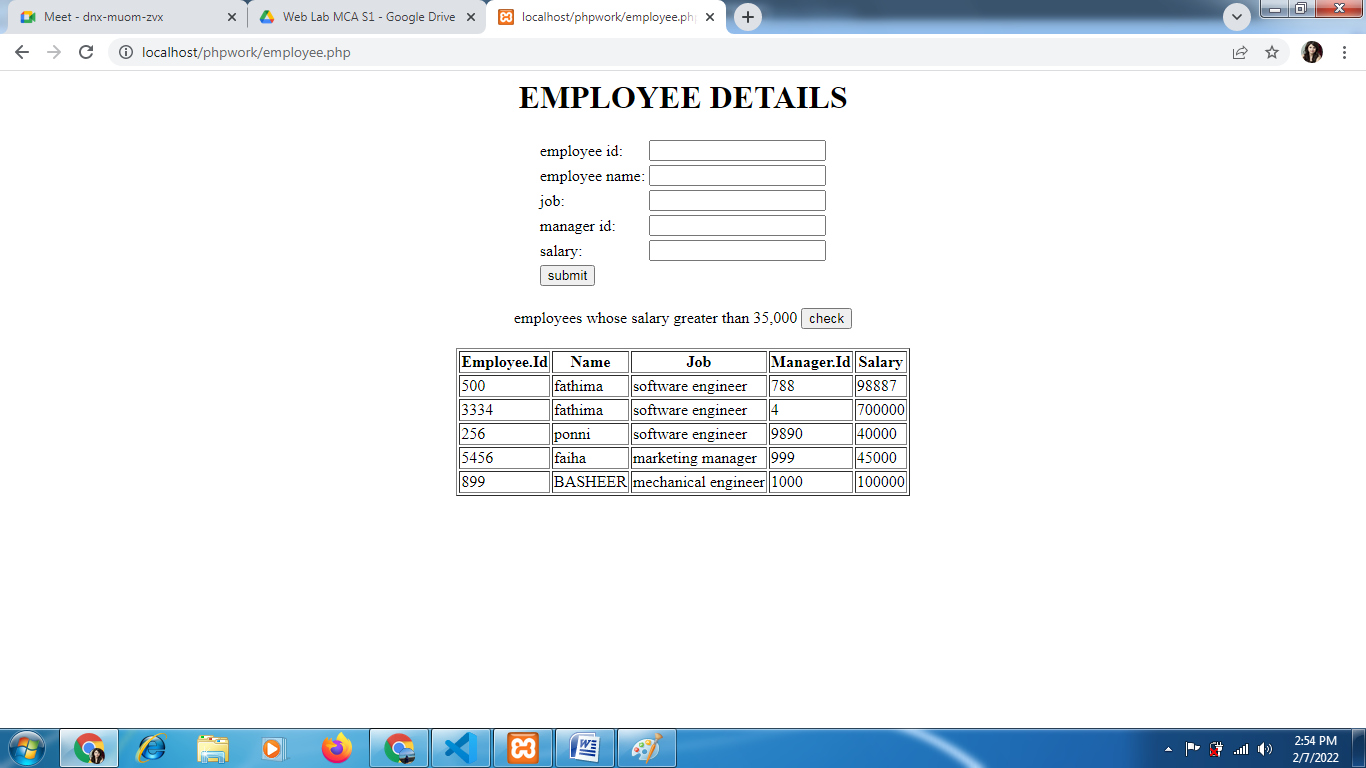 Meet - dnx-muom-zvx
Web Lab MCA S1 - Google Drive
localhost/phpwork/employee.ph
localhost/phpwork/employee.php
EMPLOYEE DETAILS
employee id:
employee name:
job:
manager id:
salary:
submit
employees whose salary greater than 35,000 check
Employee.Id Name Job Manager.Id Salary
500 fathima software engineer 788 98887
3334 fathima software engineer 4 700000
256 ponni software engineer 9890 40000
5456 faiha marketing manager 999 45000
899 BASHEER mechanical engineer 1000 100000
2:54 PM
2/7/2022